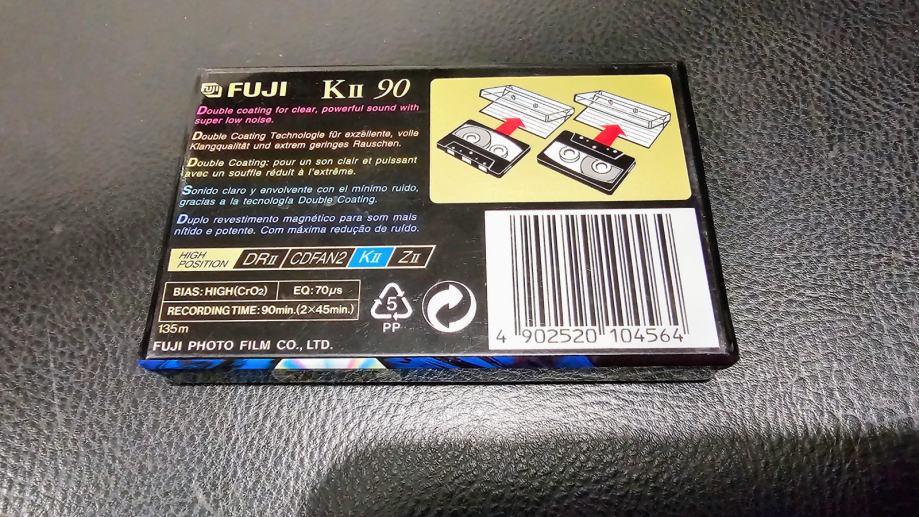 FUJI FUJI KII 90
Double coating for clear, powerful sound with
super low noise.
Double Coating Technologie für exzellente, volle
Klangqualität und extrem geringes Rauschen.
Double Coating: pour un son clair et puissant
avec un souffle réduit à l'extrême.
Sonido claro y envolvente con el mínimo ruido,
gracias a la tecnología Double Coating.
Duplo revestimento magnético para som mais
nítido e potente. Com máxima redução de ruído.
HIGH
POSITION DRII CDFAN2 KII ZII
BIAS: HIGH(CrO2) EQ: 70µs
RECORDING TIME: 90min.(2×45min.)
135m
5
PP
FUJI PHOTO FILM CO., LTD.
4 902520 104564